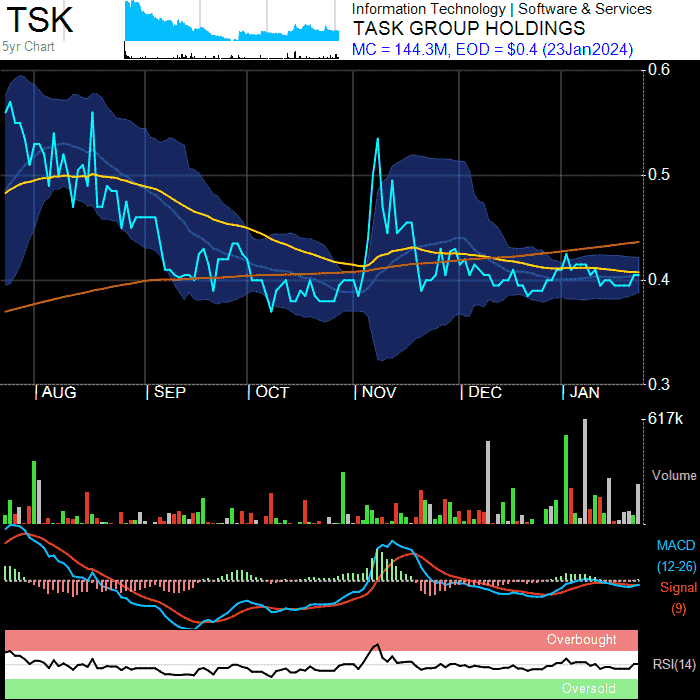 TSK
5yr Chart
Information Technology | Software & Services
TASK GROUP HOLDINGS
MC = 144.3M, EOD = $0.4 (23Jan2024)
0.6
0.5
0.4
0.3
AUG
SEP
OCT
NOV
DEC
JAN
617k
Volume
MACD
(12-26)
Signal
(9)
Overbought
RSI(14)
Oversold